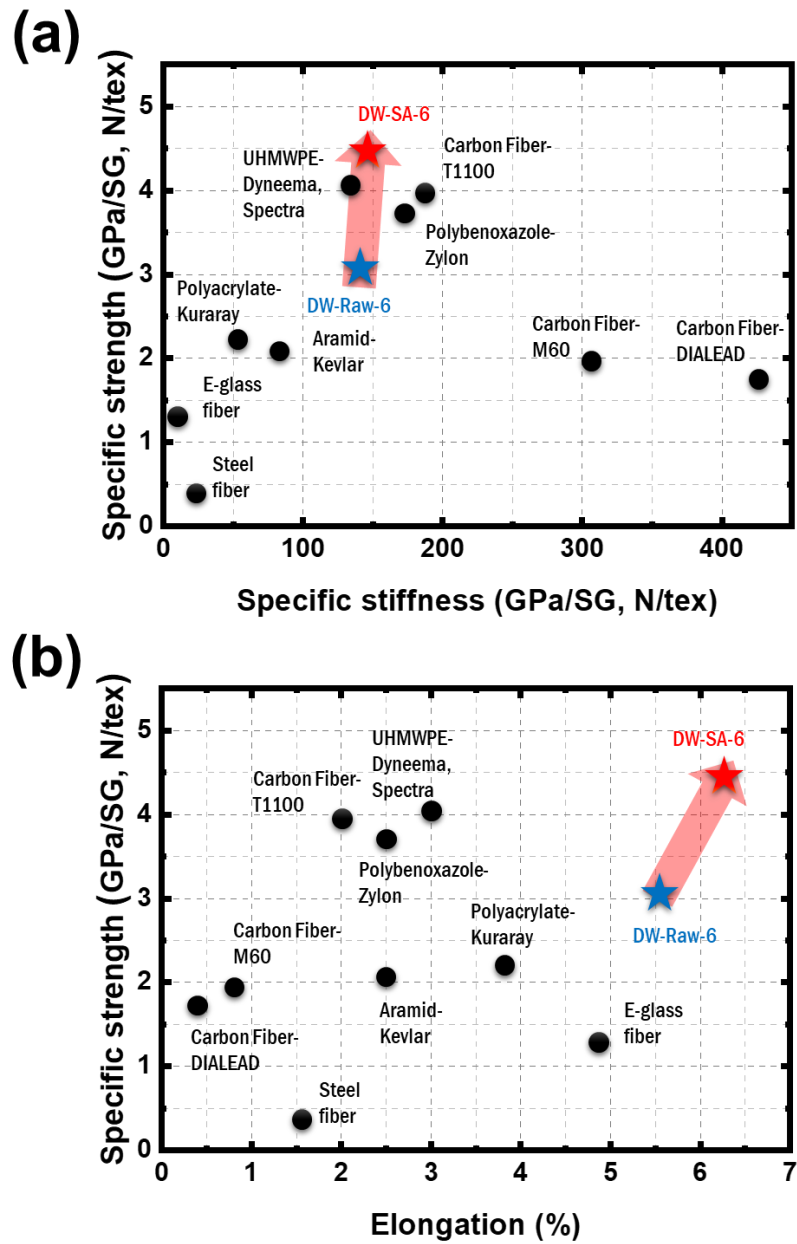 (a)
Specific strength (GPa/SG, N/tex)
5
4
3
2
1
0
DW-SA-6
UHMWPE-
Dyneema,
Spectra
Carbon Fiber-
T1100
Polybenoxazole-
Zylon
DW-Raw-6
Polyacrylate-
Kuraray
Aramid-
Kevlar
Carbon Fiber-
M60
Carbon Fiber-
DIALEAD
E-glass
fiber
Steel
fiber
0
100
200
300
400
Specific stiffness (GPa/SG, N/tex)
(b)
Specific strength (GPa/SG, N/tex)
5
4
3
2
1
0
UHMWPE-
Dyneema,
Spectra
DW-SA-6
Carbon Fiber-
T1100
Polybenoxazole-
Zylon
Polyacrylate-
Kuraray
DW-Raw-6
Carbon Fiber-
M60
Aramid-
Kevlar
E-glass
fiber
Carbon Fiber-
DIALEAD
Steel
fiber
0
1
2
3
4
5
6
7
Elongation (%)